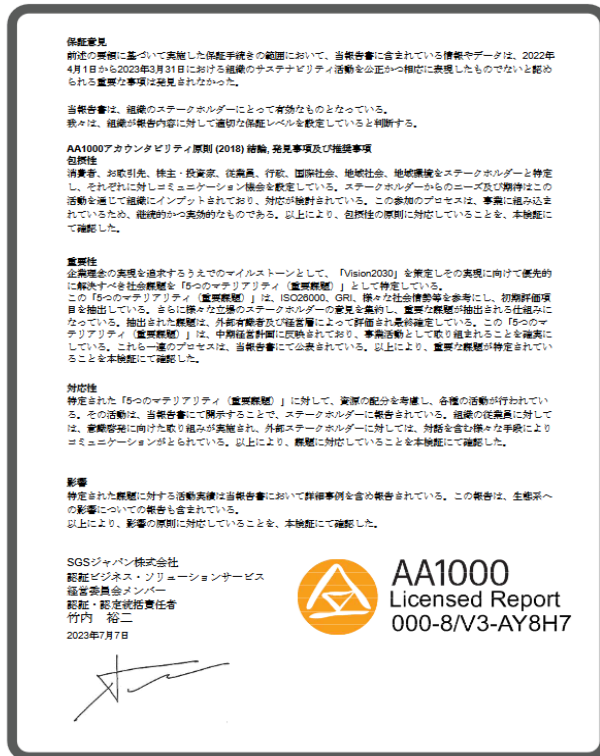 保証意見
前述の要領に基づいて実施した保証手続きの範囲において、当報告書に含まれている情報やデータは、2022年
4月1日から2023年3月31日における組織のサステナビリティ活動を公正かつ相応に表現したものでないと認め
られる重要な事項は発見されなかった。
当報告書は、組織のステークホルダーにとって有効なものとなっている。
我々は、組織が報告内容に対して適切な保証レベルを設定していると判断する。
AA1000アカウンタビリティ原則 (2018) 結論, 発見事項及び推奨事項
包摂性
消費者、お取引先、株主・投資家、従業員、行政、国際社会、地域社会、地域環境をステークホルダーと特定
し、それぞれに対しコミュニケーション機会を設定している。ステークホルダーからのニーズ及び期待はこの
活動を通じて組織にインプットされており、対応が検討されている。この参加のプロセスは、事業に組み込ま
れているため、継続的かつ実効的なものである。以上により、包摂性の原則に対応していることを、本検証に
て確認した。
重要性
企業理念の実現を追求するうえでのマイルストーンとして、「Vision2030」を策定しその実現に向けて優先的
に解決すべき社会課題を「5つのマテリアリティ（重要課題）」として特定している。
この「5つのマテリアリティ（重要課題）」は、ISO26000、GRI、様々な社会情勢等を参考にし、初期評価項
目を抽出している。さらに様々な立場のステークホルダーの意見を集約し、重要な課題が抽出される仕組みに
なっている。抽出された課題は、外部有識者及び経営層によって評価され最終確定している。この「5つのマ
テリアリティ（重要課題）」は、中期経営計画に反映されており、事業活動として取り組まれることを確実に
している。これら一連のプロセスは、当報告書にて公表されている。以上により、重要な課題が特定されてい
ることを本検証にて確認した。
対応性
特定された「5つのマテリアリティ（重要課題）」に対して、資源の配分を考慮し、各種の活動が行われてい
る。その活動は、当報告書にて開示することで、ステークホルダーに報告されている。組織の従業員に対して
は、意識啓発に向けた取り組みが実施され、外部ステークホルダーに対しては、対話を含む様々な手段により
コミュニケーションがとられている。以上により、課題に対応していることを本検証にて確認した。
影響
特定された課題に対する活動実績は当報告書において詳細事例を含め報告されている。この報告は、生態系へ
の影響についての報告も含まれている。
以上により、影響の原則に対応していることを、本検証にて確認した。
SGSジャパン株式会社
認証ビジネス・ソリューションサービス
経営委員会メンバー
認証・認定統括責任者
竹内 裕二
2023年7月7日
AA1000
Licensed Report
000-8/V3-AY8H7